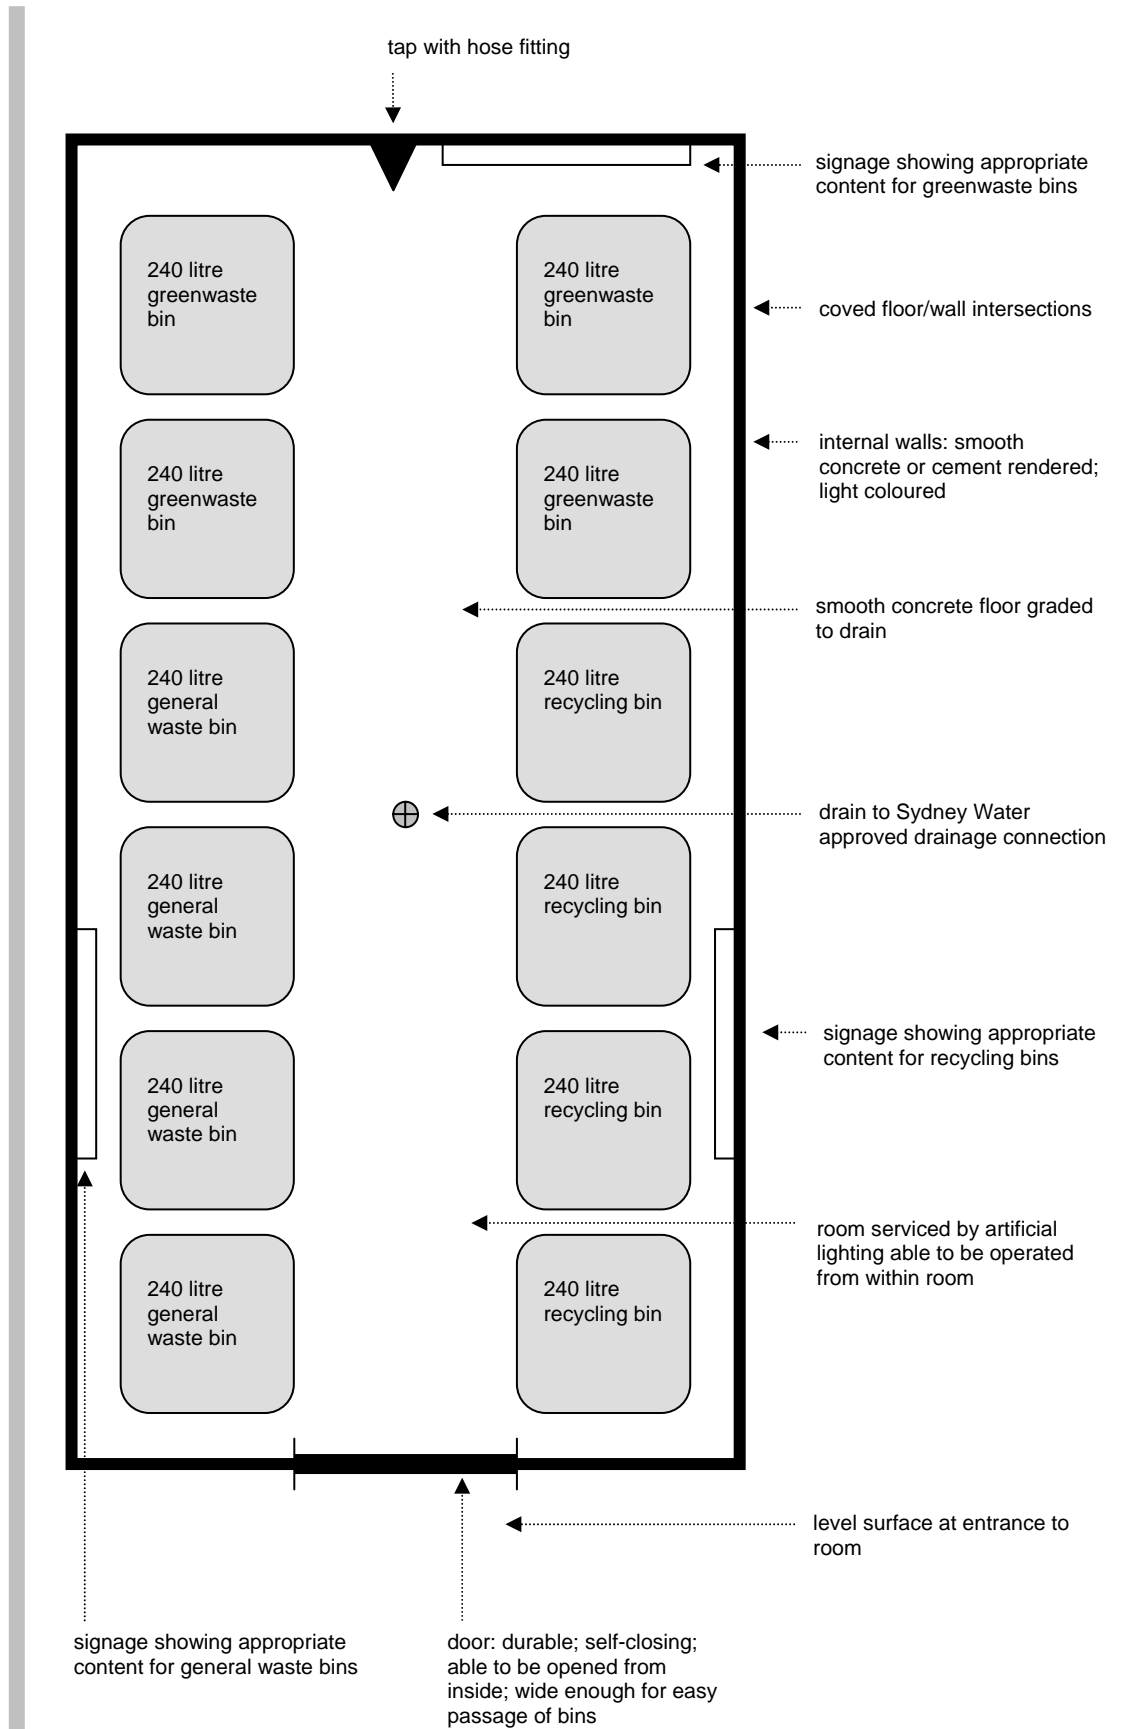 tap with hose fitting
signage showing appropriate
content for greenwaste bins
240 litre
greenwaste
bin
240 litre
greenwaste
bin
coved floor/wall intersections
internal walls: smooth
concrete or cement rendered;
light coloured
240 litre
greenwaste
bin
240 litre
greenwaste
bin
smooth concrete floor graded
to drain
240 litre
general
waste bin
240 litre
recycling bin
drain to Sydney Water
approved drainage connection
240 litre
general
waste bin
240 litre
recycling bin
signage showing appropriate
content for recycling bins
240 litre
general
waste bin
240 litre
recycling bin
room serviced by artificial
lighting able to be operated
from within room
240 litre
general
waste bin
240 litre
recycling bin
level surface at entrance to
room
signage showing appropriate
content for general waste bins
door: durable; self-closing;
able to be opened from
inside; wide enough for easy
passage of bins